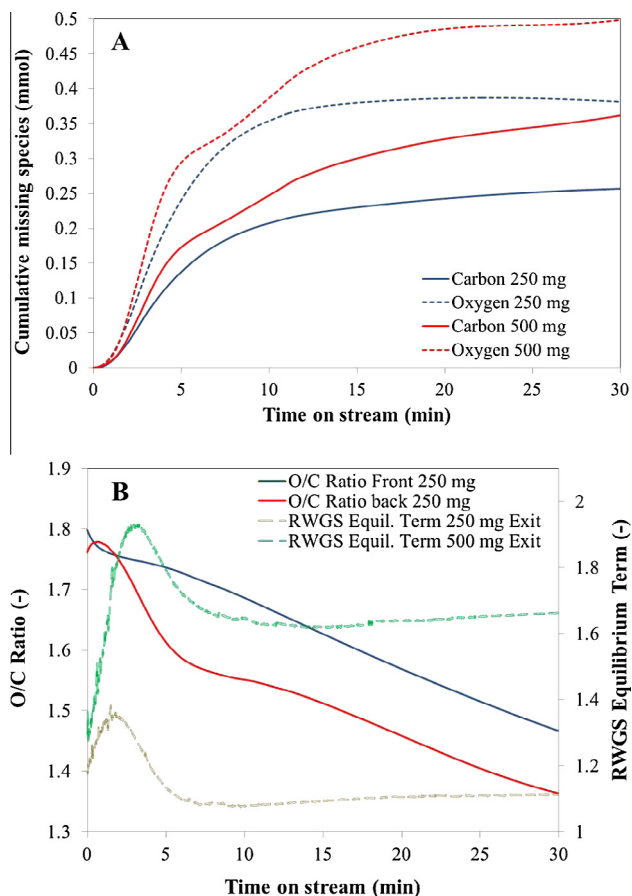 A
Cumulative missing species (mmol)
0.5
0.45
0.4
0.35
0.3
0.25
0.2
0.15
0.1
0.05
0
Carbon 250 mg
Oxygen 250 mg
Carbon 500 mg
Oxygen 500 mg
0 5 10 15 20 25 30
Time on stream (min)
B
O/C Ratio (-)
1.9
1.8
1.7
1.6
1.5
1.4
1.3
O/C Ratio Front 250 mg
O/C Ratio back 250 mg
RWGS Equil. Term 250 mg Exit
RWGS Equil. Term 500 mg Exit
2
1.8
1.6
1.4
1.2
1
RWGS Equilibrium Term (-)
0 5 10 15 20 25 30
Time on stream (min)